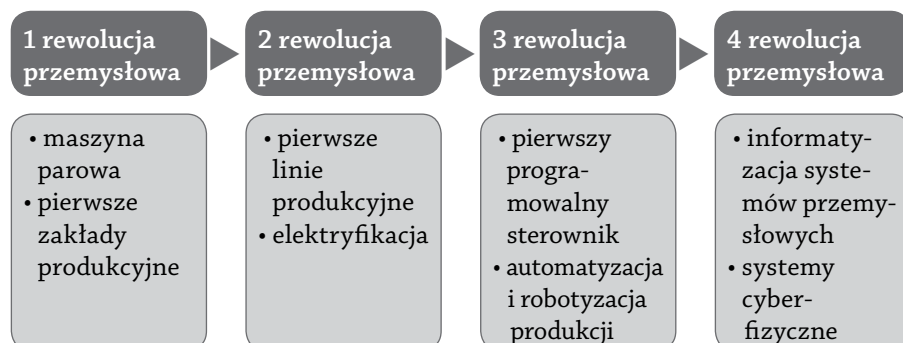 1 rewolucja
przemysłowa
2 rewolucja
przemysłowa
3 rewolucja
przemysłowa
4 rewolucja
przemysłowa
• maszyna
parowa
• pierwsze
zakłady
produkcyjne
• pierwsze
linie
produkcyjne
• elektryfikacja
• pierwszy
progra-
mowalny
sterownik
• automatyzacja
i robotyzacja
produkcji
• informaty-
zacja syste-
mów przemy-
słowych
• systemy
cyber-
fizyczne